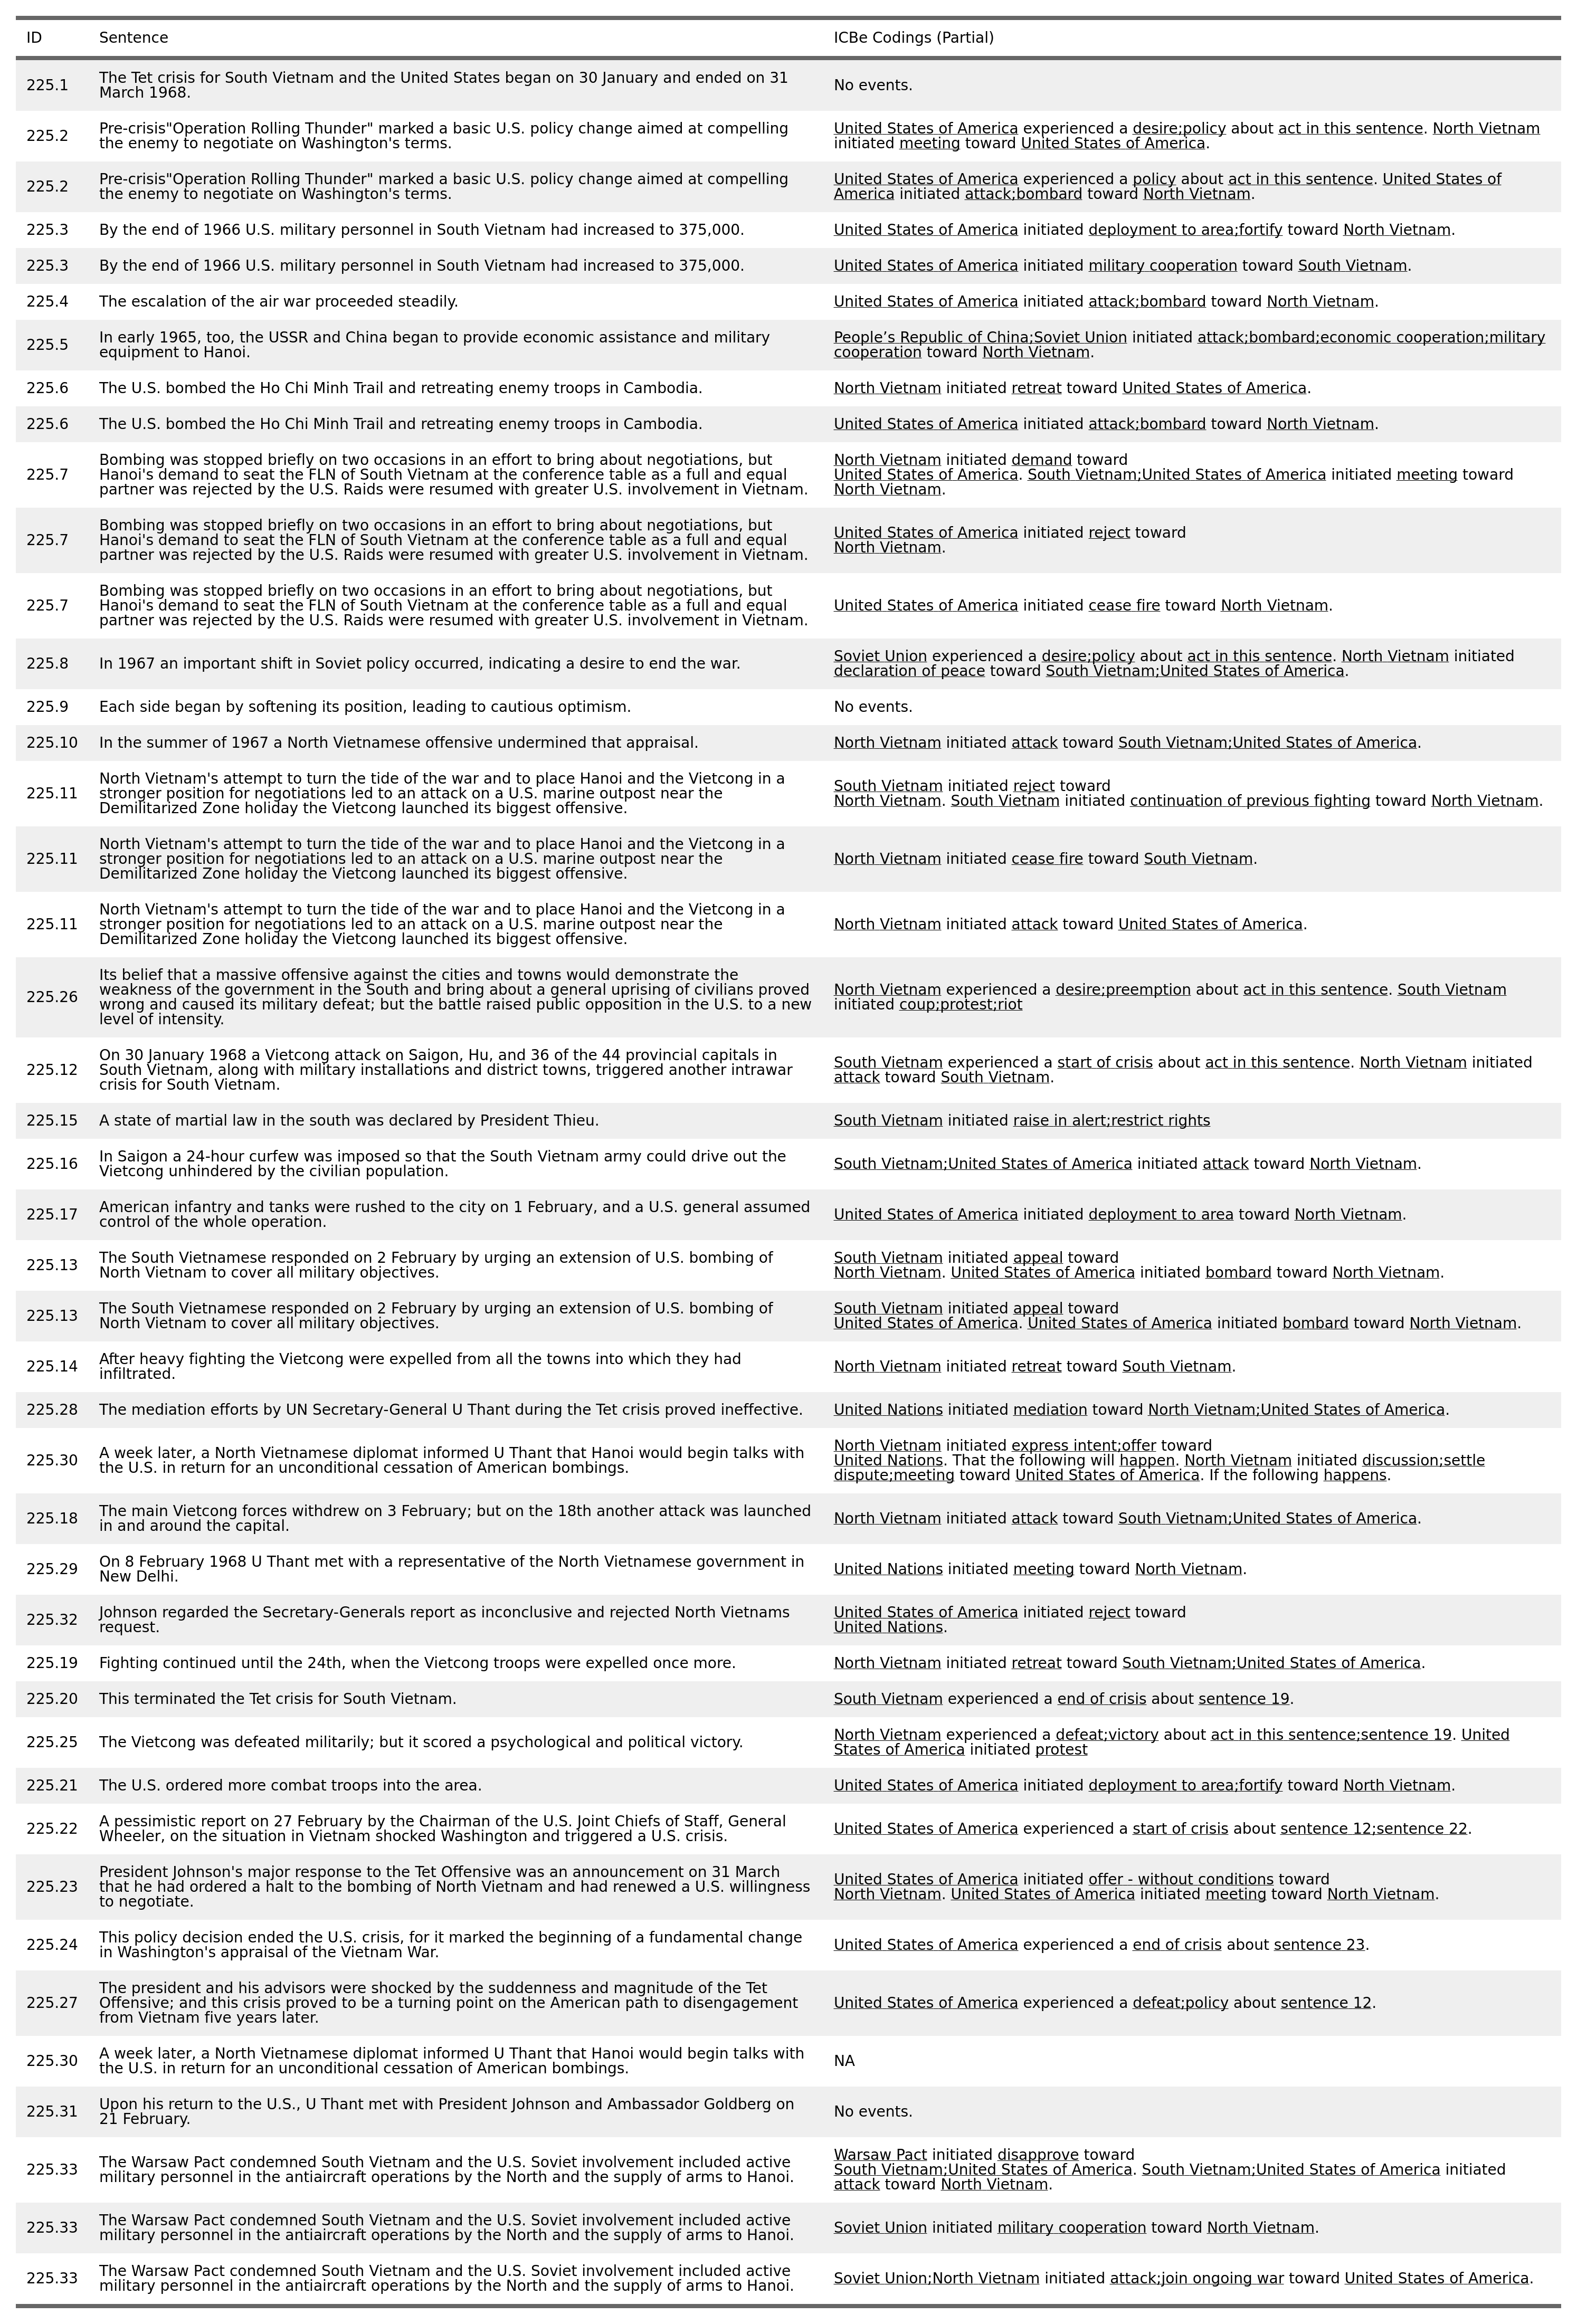 ID Sentence ICBe Codings (Partial)
225.1 The Tet crisis for South Vietnam and the United States began on 30 January and ended on 31 No events.
March 1968.
225.2 Pre-crisis"Operation Rolling Thunder" marked a basic U.S. policy change aimed at compelling United States of America experienced a desire;policy about act in this sentence. North Vietnam
the enemy to negotiate on Washington's terms. initiated meeting toward United States of America.
225.2 Pre-crisis"Operation Rolling Thunder" marked a basic U.S. policy change aimed at compelling United States of America experienced a policy about act in this sentence. United States of
the enemy to negotiate on Washington's terms. America initiated attack;bombard toward North Vietnam.
225.3 By the end of 1966 U.S. military personnel in South Vietnam had increased to 375,000. United States of America initiated deployment to area;fortify toward North Vietnam.
225.3 By the end of 1966 U.S. military personnel in South Vietnam had increased to 375,000. United States of America initiated military cooperation toward South Vietnam.
225.4 The escalation of the air war proceeded steadily. United States of America initiated attack;bombard toward North Vietnam.
225.5 In early 1965, too, the USSR and China began to provide economic assistance and military People’s Republic of China;Soviet Union initiated attack;bombard;economic cooperation;military
equipment to Hanoi. cooperation toward North Vietnam.
225.6 The U.S. bombed the Ho Chi Minh Trail and retreating enemy troops in Cambodia. North Vietnam initiated retreat toward United States of America.
225.6 The U.S. bombed the Ho Chi Minh Trail and retreating enemy troops in Cambodia. United States of America initiated attack;bombard toward North Vietnam.
225.7 Bombing was stopped briefly on two occasions in an effort to bring about negotiations, but North Vietnam initiated demand toward
Hanoi's demand to seat the FLN of South Vietnam at the conference table as a full and equal United States of America. South Vietnam;United States of America initiated meeting toward
partner was rejected by the U.S. Raids were resumed with greater U.S. involvement in Vietnam. North Vietnam.
225.7 Bombing was stopped briefly on two occasions in an effort to bring about negotiations, but United States of America initiated reject toward
Hanoi's demand to seat the FLN of South Vietnam at the conference table as a full and equal North Vietnam.
partner was rejected by the U.S. Raids were resumed with greater U.S. involvement in Vietnam.
225.7 Bombing was stopped briefly on two occasions in an effort to bring about negotiations, but
Hanoi's demand to seat the FLN of South Vietnam at the conference table as a full and equal United States of America initiated cease fire toward North Vietnam.
partner was rejected by the U.S. Raids were resumed with greater U.S. involvement in Vietnam.
225.8 In 1967 an important shift in Soviet policy occurred, indicating a desire to end the war. Soviet Union experienced a desire;policy about act in this sentence. North Vietnam initiated
declaration of peace toward South Vietnam;United States of America.
225.9 Each side began by softening its position, leading to cautious optimism. No events.
225.10 In the summer of 1967 a North Vietnamese offensive undermined that appraisal. North Vietnam initiated attack toward South Vietnam;United States of America.
225.11 North Vietnam's attempt to turn the tide of the war and to place Hanoi and the Vietcong in a South Vietnam initiated reject toward
stronger position for negotiations led to an attack on a U.S. marine outpost near the North Vietnam. South Vietnam initiated continuation of previous fighting toward North Vietnam.
Demilitarized Zone holiday the Vietcong launched its biggest offensive.
225.11 North Vietnam's attempt to turn the tide of the war and to place Hanoi and the Vietcong in a
stronger position for negotiations led to an attack on a U.S. marine outpost near the North Vietnam initiated cease fire toward South Vietnam.
Demilitarized Zone holiday the Vietcong launched its biggest offensive.
225.11 North Vietnam's attempt to turn the tide of the war and to place Hanoi and the Vietcong in a
stronger position for negotiations led to an attack on a U.S. marine outpost near the North Vietnam initiated attack toward United States of America.
Demilitarized Zone holiday the Vietcong launched its biggest offensive.
225.26 Its belief that a massive offensive against the cities and towns would demonstrate the
weakness of the government in the South and bring about a general uprising of civilians proved North Vietnam experienced a desire;preemption about act in this sentence. South Vietnam
wrong and caused its military defeat; but the battle raised public opposition in the U.S. to a new initiated coup;protest;riot
level of intensity.
225.12 On 30 January 1968 a Vietcong attack on Saigon, Hu, and 36 of the 44 provincial capitals in South Vietnam experienced a start of crisis about act in this sentence. North Vietnam initiated
South Vietnam, along with military installations and district towns, triggered another intrawar attack toward South Vietnam.
crisis for South Vietnam.
225.15 A state of martial law in the south was declared by President Thieu. South Vietnam initiated raise in alert;restrict rights
225.16 In Saigon a 24-hour curfew was imposed so that the South Vietnam army could drive out the South Vietnam;United States of America initiated attack toward North Vietnam.
Vietcong unhindered by the civilian population.
225.17 American infantry and tanks were rushed to the city on 1 February, and a U.S. general assumed United States of America initiated deployment to area toward North Vietnam.
control of the whole operation.
225.13 The South Vietnamese responded on 2 February by urging an extension of U.S. bombing of South Vietnam initiated appeal toward
North Vietnam to cover all military objectives. North Vietnam. United States of America initiated bombard toward North Vietnam.
225.13 The South Vietnamese responded on 2 February by urging an extension of U.S. bombing of South Vietnam initiated appeal toward
North Vietnam to cover all military objectives. United States of America. United States of America initiated bombard toward North Vietnam.
225.14 After heavy fighting the Vietcong were expelled from all the towns into which they had North Vietnam initiated retreat toward South Vietnam.
infiltrated.
225.28 The mediation efforts by UN Secretary-General U Thant during the Tet crisis proved ineffective. United Nations initiated mediation toward North Vietnam;United States of America.
225.30 A week later, a North Vietnamese diplomat informed U Thant that Hanoi would begin talks with North Vietnam initiated express intent;offer toward
the U.S. in return for an unconditional cessation of American bombings. United Nations. That the following will happen. North Vietnam initiated discussion;settle
dispute;meeting toward United States of America. If the following happens.
225.18 The main Vietcong forces withdrew on 3 February; but on the 18th another attack was launched North Vietnam initiated attack toward South Vietnam;United States of America.
in and around the capital.
225.29 On 8 February 1968 U Thant met with a representative of the North Vietnamese government in United Nations initiated meeting toward North Vietnam.
New Delhi.
225.32 Johnson regarded the Secretary-Generals report as inconclusive and rejected North Vietnams United States of America initiated reject toward
request. United Nations.
225.19 Fighting continued until the 24th, when the Vietcong troops were expelled once more. North Vietnam initiated retreat toward South Vietnam;United States of America.
225.20 This terminated the Tet crisis for South Vietnam. South Vietnam experienced a end of crisis about sentence 19.
225.25 The Vietcong was defeated militarily; but it scored a psychological and political victory. North Vietnam experienced a defeat;victory about act in this sentence;sentence 19. United
States of America initiated protest
225.21 The U.S. ordered more combat troops into the area. United States of America initiated deployment to area;fortify toward North Vietnam.
225.22 A pessimistic report on 27 February by the Chairman of the U.S. Joint Chiefs of Staff, General United States of America experienced a start of crisis about sentence 12;sentence 22.
Wheeler, on the situation in Vietnam shocked Washington and triggered a U.S. crisis.
225.23 President Johnson's major response to the Tet Offensive was an announcement on 31 March United States of America initiated offer - without conditions toward
that he had ordered a halt to the bombing of North Vietnam and had renewed a U.S. willingness North Vietnam. United States of America initiated meeting toward North Vietnam.
to negotiate.
225.24 This policy decision ended the U.S. crisis, for it marked the beginning of a fundamental change United States of America experienced a end of crisis about sentence 23.
in Washington's appraisal of the Vietnam War.
225.27 The president and his advisors were shocked by the suddenness and magnitude of the Tet
Offensive; and this crisis proved to be a turning point on the American path to disengagement United States of America experienced a defeat;policy about sentence 12.
from Vietnam five years later.
225.30 A week later, a North Vietnamese diplomat informed U Thant that Hanoi would begin talks with NA
the U.S. in return for an unconditional cessation of American bombings.
225.31 Upon his return to the U.S., U Thant met with President Johnson and Ambassador Goldberg on No events.
21 February.
225.33 The Warsaw Pact condemned South Vietnam and the U.S. Soviet involvement included active Warsaw Pact initiated disapprove toward
military personnel in the antiaircraft operations by the North and the supply of arms to Hanoi. South Vietnam;United States of America. South Vietnam;United States of America initiated
attack toward North Vietnam.
225.33 The Warsaw Pact condemned South Vietnam and the U.S. Soviet involvement included active Soviet Union initiated military cooperation toward North Vietnam.
military personnel in the antiaircraft operations by the North and the supply of arms to Hanoi.
225.33 The Warsaw Pact condemned South Vietnam and the U.S. Soviet involvement included active Soviet Union;North Vietnam initiated attack;join ongoing war toward United States of America.
military personnel in the antiaircraft operations by the North and the supply of arms to Hanoi.